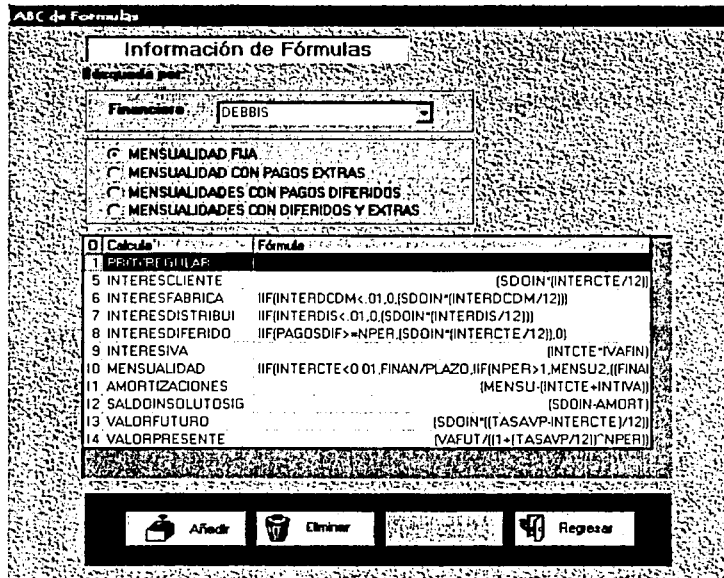 ABC de Formulas
Información de Fórmulas
Búsqueda por
Financiera DEBBIS
MENSUALIDAD FIJA
MENSUALIDAD CON PAGOS EXTRAS
MENSUALIDADES CON PAGOS DIFERIDOS
MENSUALIDADES CON DIFERIDOS Y EXTRAS
O Calcula Fórmula
1
5 INTERESCLIENTE (SDOIN*(INTERCTE/12))
6 INTERESFABRICA IIF(INTERDCDM<.01,0,(SDOIN*(INTERDCDM/12)))
7 INTERESDISTRIBUI IIF(INTERDIS<.01,0,(SDOIN*(INTERDIS/12)))
8 INTERESDIFERIDO IIF(PAGOSDIF>=NPER,(SDOIN*(INTERCTE/12)),0)
9 INTERESIVA (INTCTE*IVAFIN)
10 MENSUALIDAD IIF(INTERCTE<0.01,FINAN/PLAZO,IIF(NPER>1,MENSU2,((FINAI
11 AMORTIZACIONES (MENSU-(INTCTE+INTIVA))
12 SALDOINSOLUTOSIG (SDOIN-AMORT)
13 VALORFUTURO (SDOIN*((TASAVP-INTERCTE)/12))
14 VALORPRESENTE (VAFUT/((1+(TASAVP/12))^NPER))
Añadir Eliminar Regresar